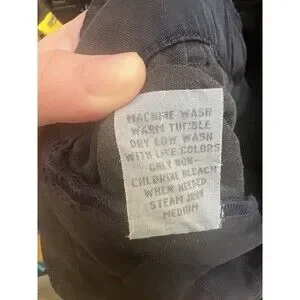 MACHINE WASH
WARM TUMBLE
DRY LOW WASH
WITH LIKE COLORS
ONLY NON-
CHLORINE BLEACH
WHEN NEEDED
STEAM IRON
MEDIUM